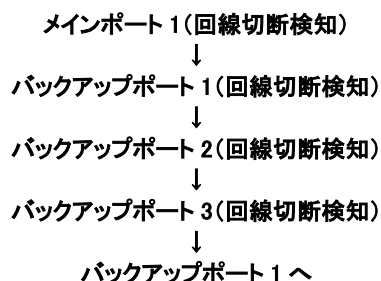 メインポート 1(回線切断検知)
↓
バックアップポート 1(回線切断検知)
↓
バックアップポート 2(回線切断検知)
↓
バックアップポート 3(回線切断検知)
↓
バックアップポート 1 へ